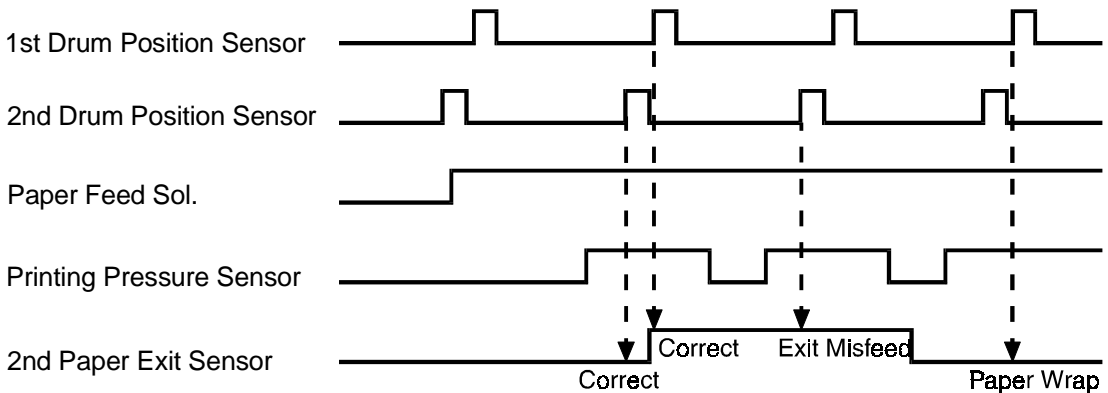 1st Drum Position Sensor
2nd Drum Position Sensor
Paper Feed Sol.
Printing Pressure Sensor
2nd Paper Exit Sensor
Correct
Exit Misfeed
Correct
Paper Wrap